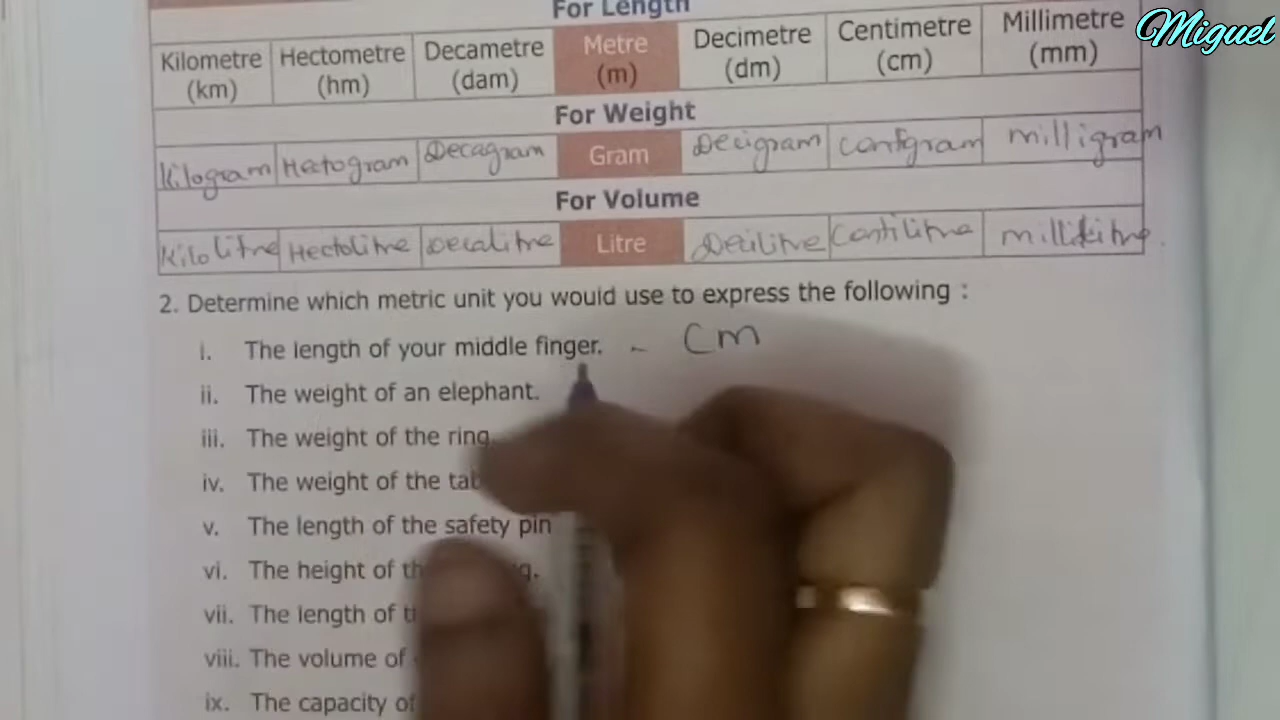 For Length
Miguel
Kilometre (km) Hectometre (hm) Decametre (dam) Metre (m) Decimetre (dm) Centimetre (cm) Millimetre (mm)
For Weight
Kilogram Hectogram Decagram Gram Decigram centgram milligram
For Volume
Kilolitre Hectolitre Decalitre Litre Decilitre Centilitre millilitre.
2. Determine which metric unit you would use to express the following :
i. The length of your middle finger. - Cm
ii. The weight of an elephant.
iii. The weight of the ring.
iv. The weight of the
v. The length of the safety pin
vi. The height of
vii. The length of
viii. The volume of
ix. The capacity of